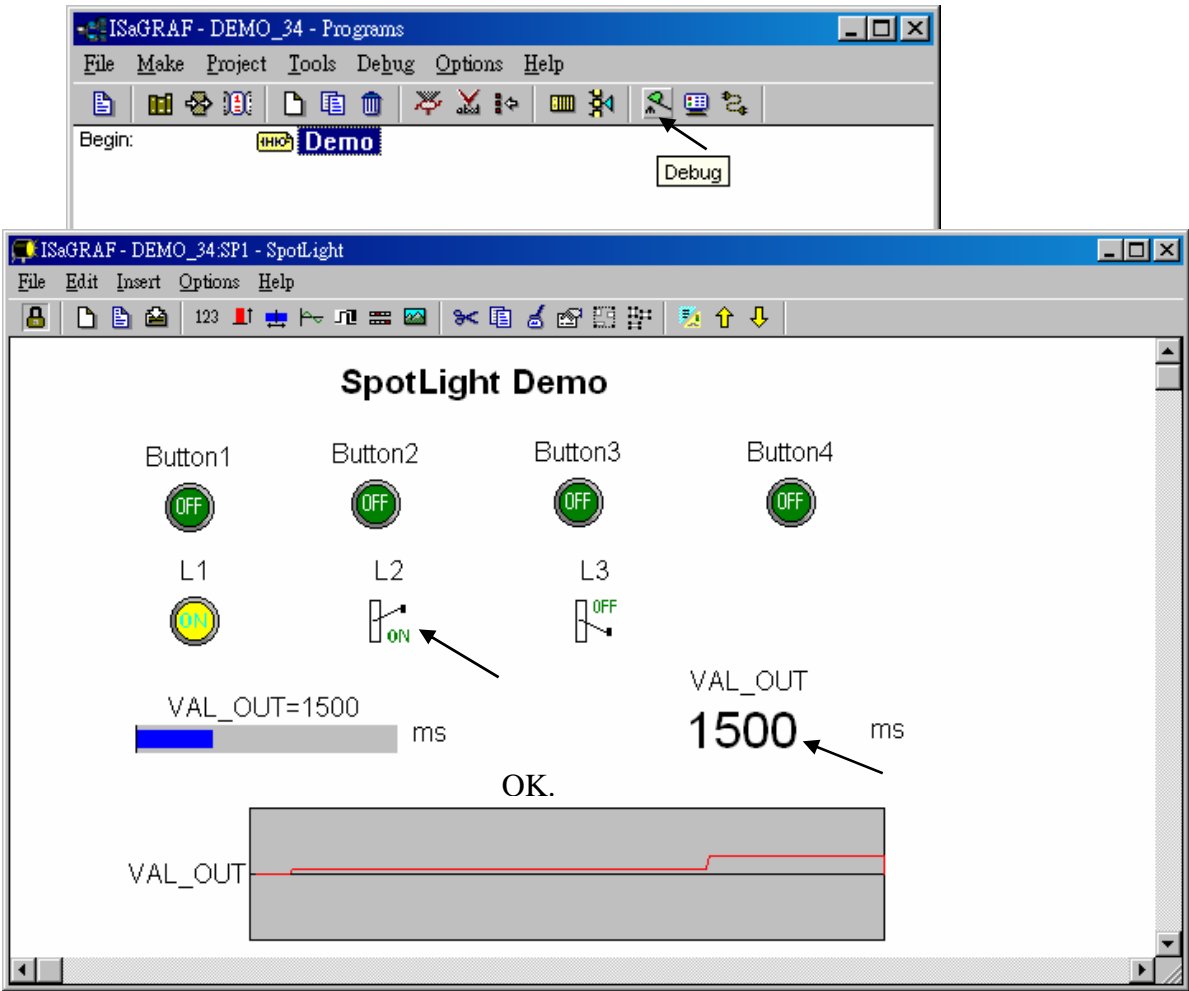 ISaGRAF - DEMO_34 - Programs
File Make Project Tools Debug Options Help
Begin:
Demo
Debug
ISaGRAF - DEMO_34:SP1 - SpotLight
File Edit Insert Options Help
123
SpotLight Demo
Button1 Button2 Button3 Button4
OFF OFF OFF OFF
L1 L2 L3
ON ON OFF
VAL_OUT
VAL_OUT=1500
1500 ms
ms
OK.
VAL_OUT